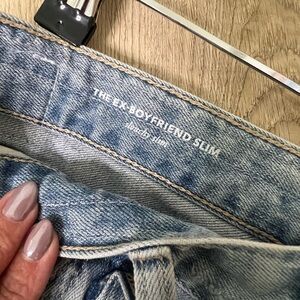 THE EX-BOYFRIEND SLIM